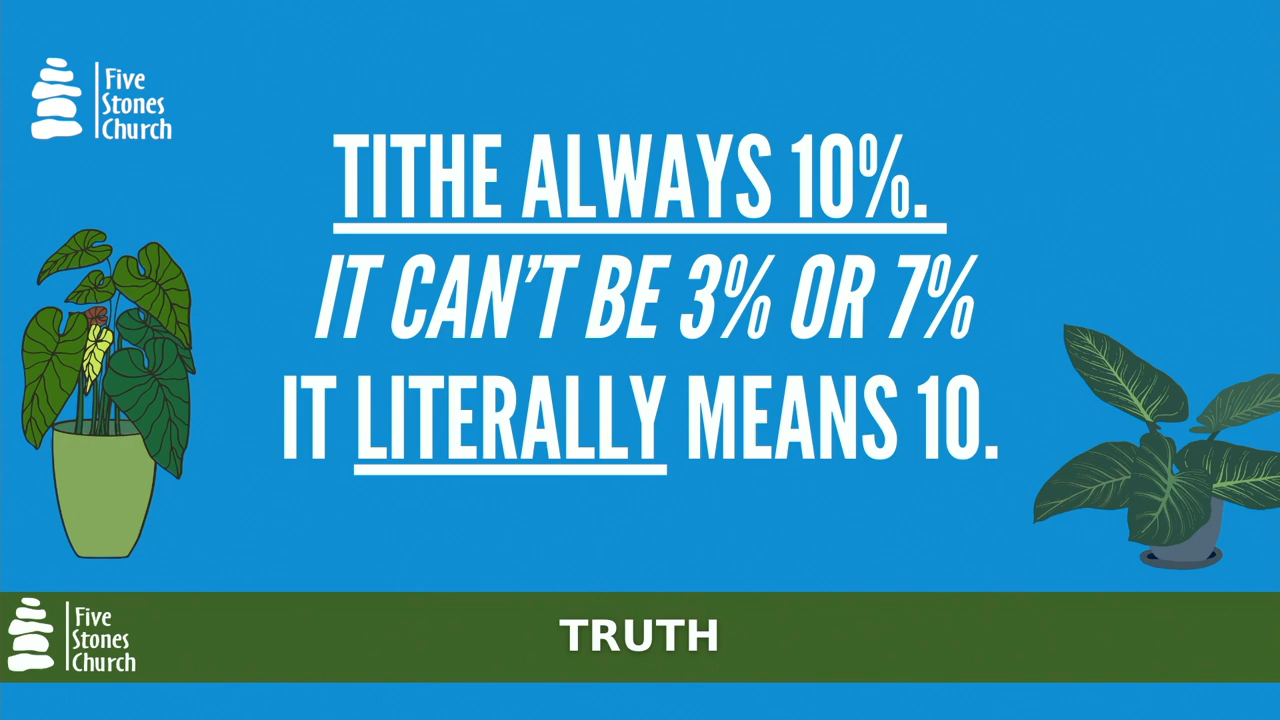 Five
Stones
Church
TITHE ALWAYS 10%.
IT CAN'T BE 3% OR 7%
IT LITERALLY MEANS 10.
Five
Stones
Church
TRUTH